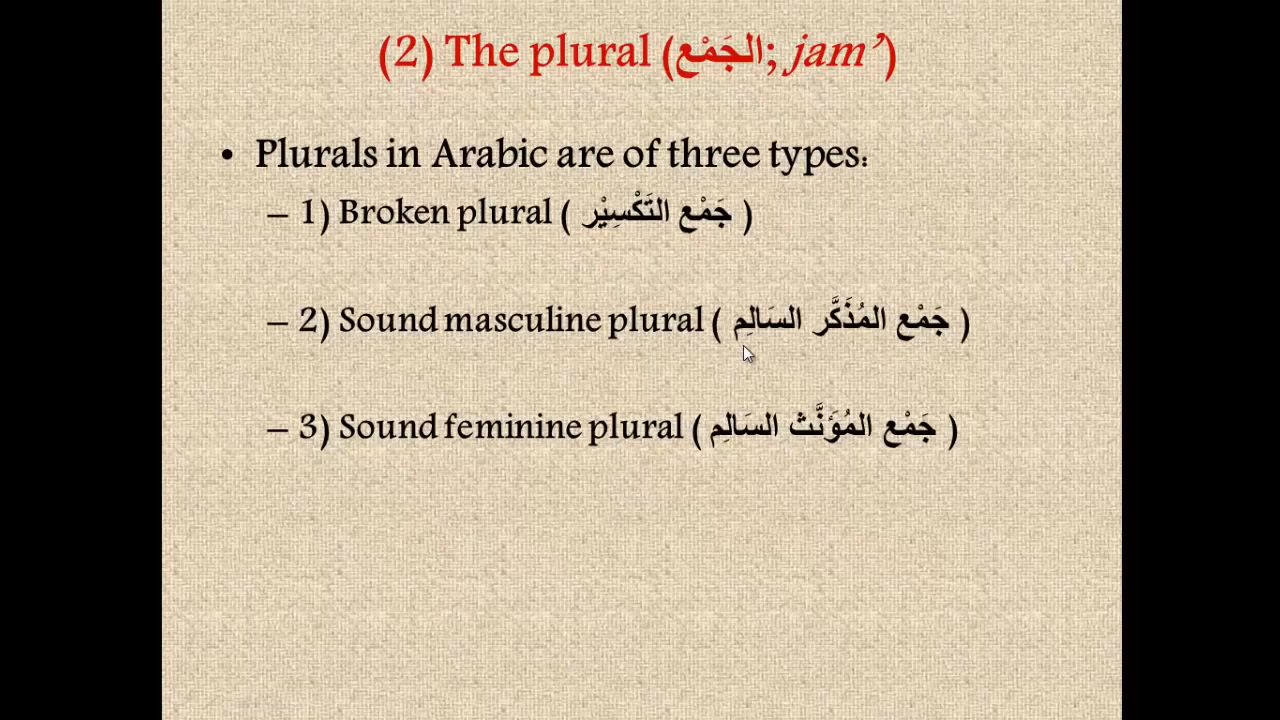 (2) The plural (الجَمْع; jam’)
• Plurals in Arabic are of three types:
– 1) Broken plural ( جَمْع التَكْسِيْر )
– 2) Sound masculine plural ( جَمْع المُذَكَّر السَالِم )
– 3) Sound feminine plural ( جَمْع المُؤَنَّث السَالِم )